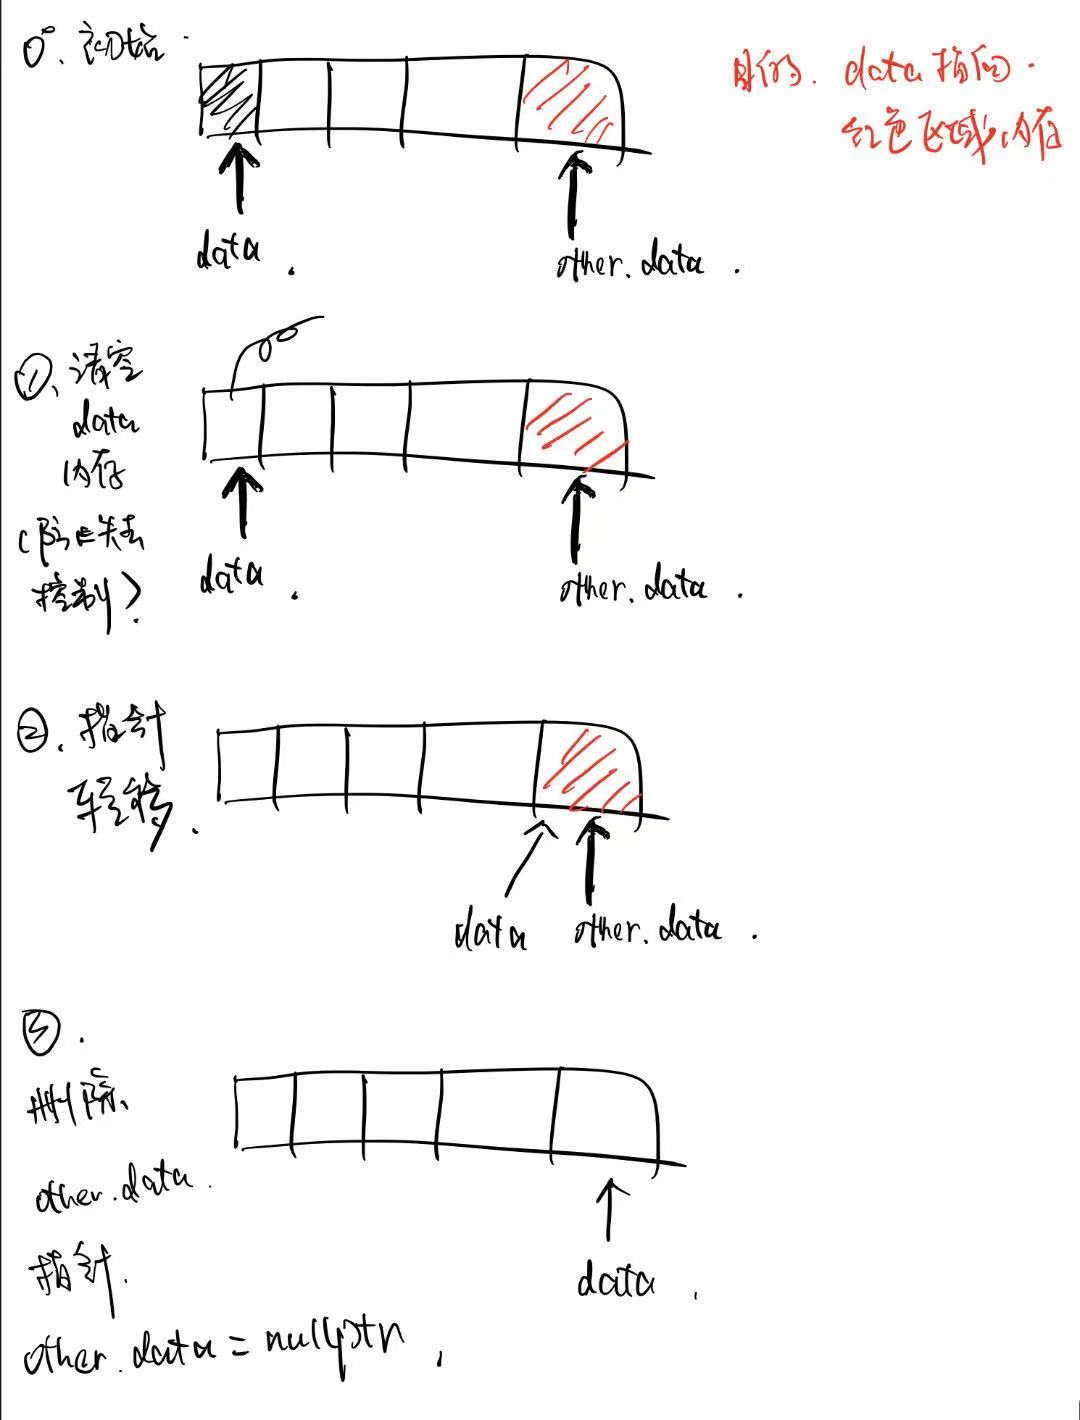 0°、初始.
目的. data 指向.
红色区域内存
data.
other.data.
①、清空
data
内存
(防止失去
控制)
data.
other.data.
②.指针
转移.
data
other.data.
③.
删除
other.data.
指针.
data.
other.data = nullptr.